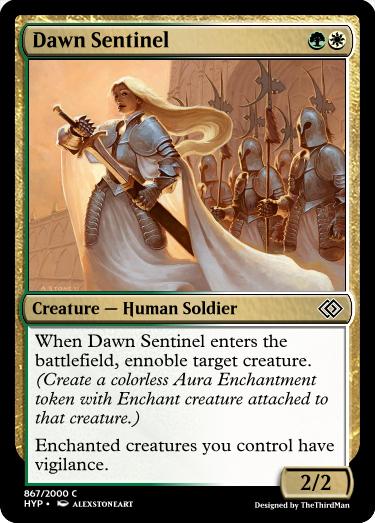 Dawn Sentinel
A.STONE
Creature — Human Soldier
When Dawn Sentinel enters the
battlefield, ennoble target creature.
(Create a colorless Aura Enchantment
token with Enchant creature attached to
that creature.)
Enchanted creatures you control have
vigilance.
2/2
867/2000 C
HYP • ALEXSTONEART
Designed by TheThirdMan